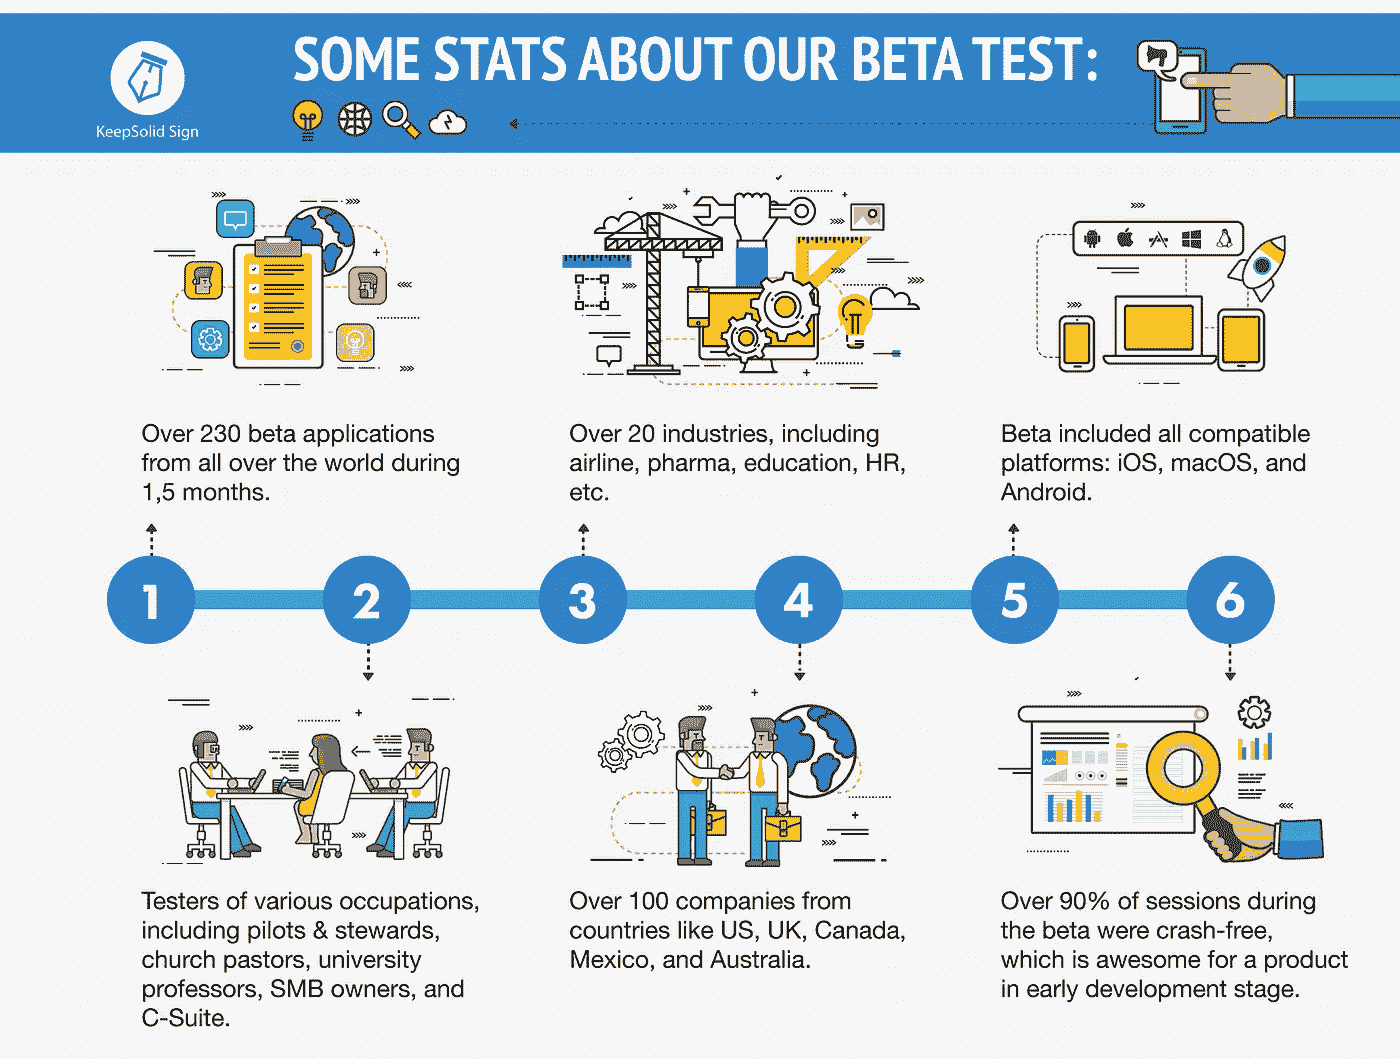 SOME STATS ABOUT OUR BETA TEST:
KeepSolid Sign
Over 230 beta applications
from all over the world during
1,5 months.
Over 20 industries, including
airline, pharma, education, HR,
etc.
Beta included all compatible
platforms: iOS, macOS, and
Android.
1
2
3
4
5
6
Testers of various occupations,
including pilots & stewards,
church pastors, university
professors, SMB owners, and
C-Suite.
Over 100 companies from
countries like US, UK, Canada,
Mexico, and Australia.
Over 90% of sessions during
the beta were crash-free,
which is awesome for a product
in early development stage.